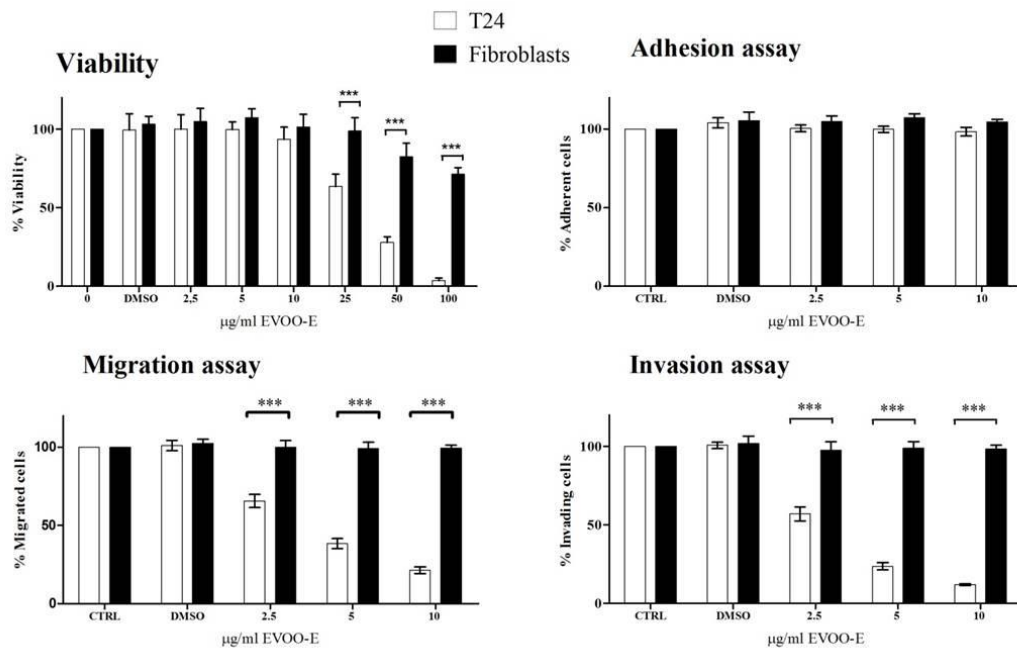 T24
Fibroblasts
Viability
% Viability
100
50
0
***
***
***
0 DMSO 2,5 5 10 25 50 100
µg/ml EVOO-E
Adhesion assay
% Adherent cells
100
50
0
CTRL DMSO 2.5 5 10
µg/ml EVOO-E
Migration assay
% Migrated cells
100
50
0
*** *** ***
CTRL DMSO 2.5 5 10
µg/ml EVOO-E
Invasion assay
% Invading cells
100
50
0
*** *** ***
CTRL DMSO 2.5 5 10
µg/ml EVOO-E